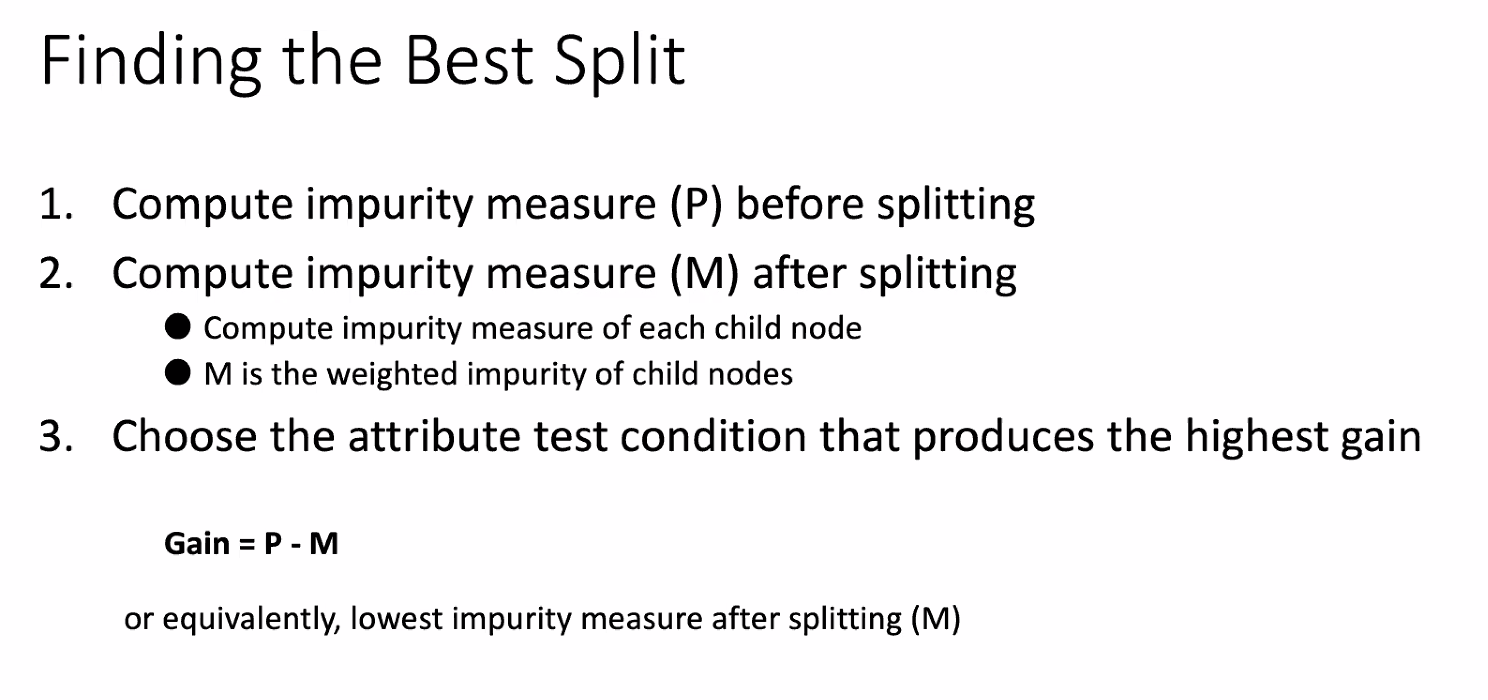 Finding the Best Split
1. Compute impurity measure (P) before splitting
2. Compute impurity measure (M) after splitting
● Compute impurity measure of each child node
● M is the weighted impurity of child nodes
3. Choose the attribute test condition that produces the highest gain
Gain = P - M
or equivalently, lowest impurity measure after splitting (M)